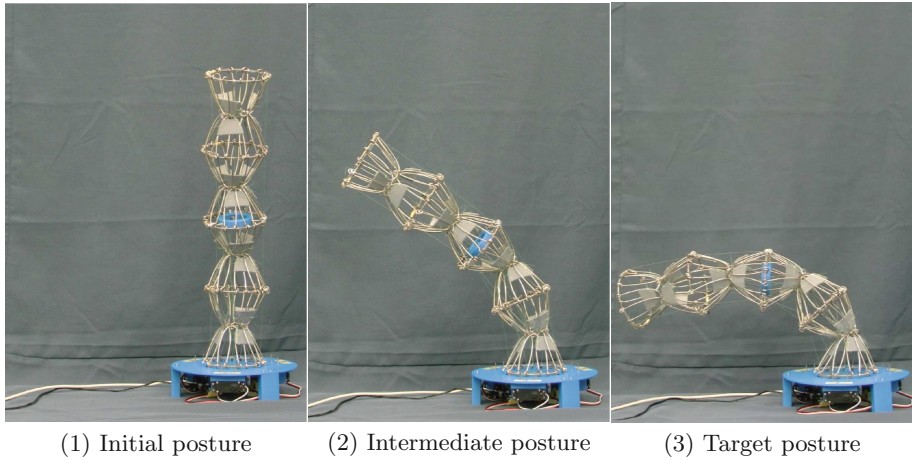 (1) Initial posture
(2) Intermediate posture
(3) Target posture